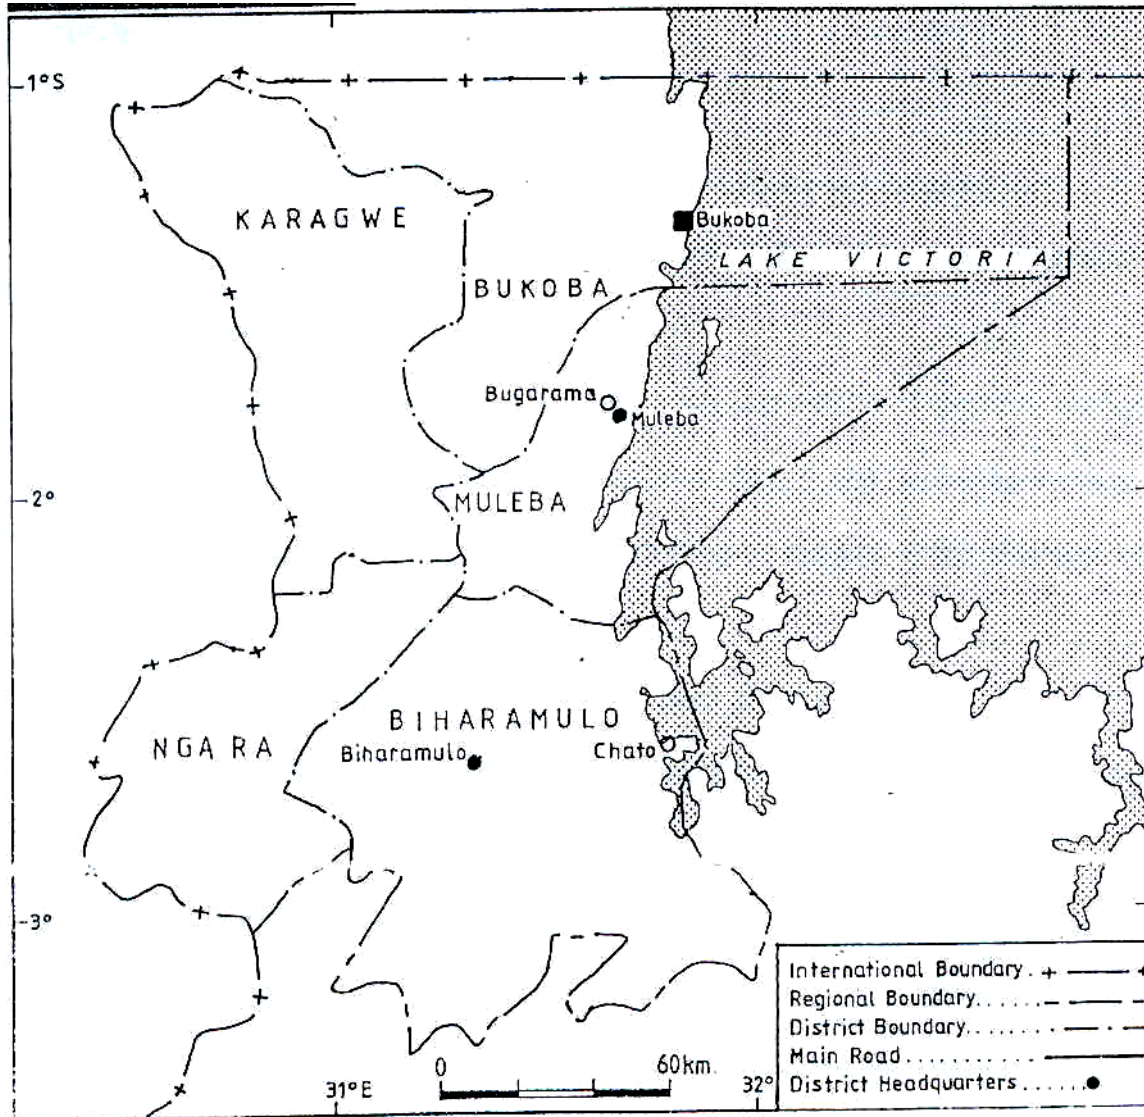 1°S
KARAGWE
Bukoba
LAKE VICTORIA
BUKOBA
Bugarama
Muleba
2°
MULEBA
BIHARAMULO
NGARA
Biharamulo
Chato
3°
International Boundary.
Regional Boundary......
District Boundary.......
Main Road...........
District Headquarters......
0 60km.
31°E 32°